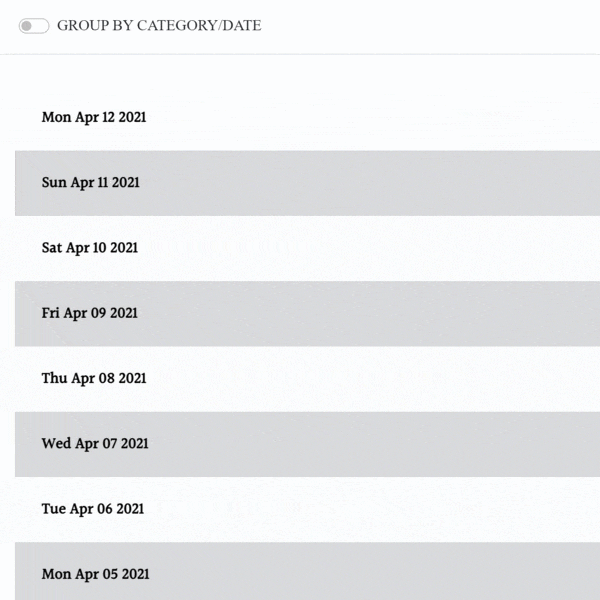 GROUP BY CATEGORY/DATE
Mon Apr 12 2021
Sun Apr 11 2021
Sat Apr 10 2021
Fri Apr 09 2021
Thu Apr 08 2021
Wed Apr 07 2021
Tue Apr 06 2021
Mon Apr 05 2021